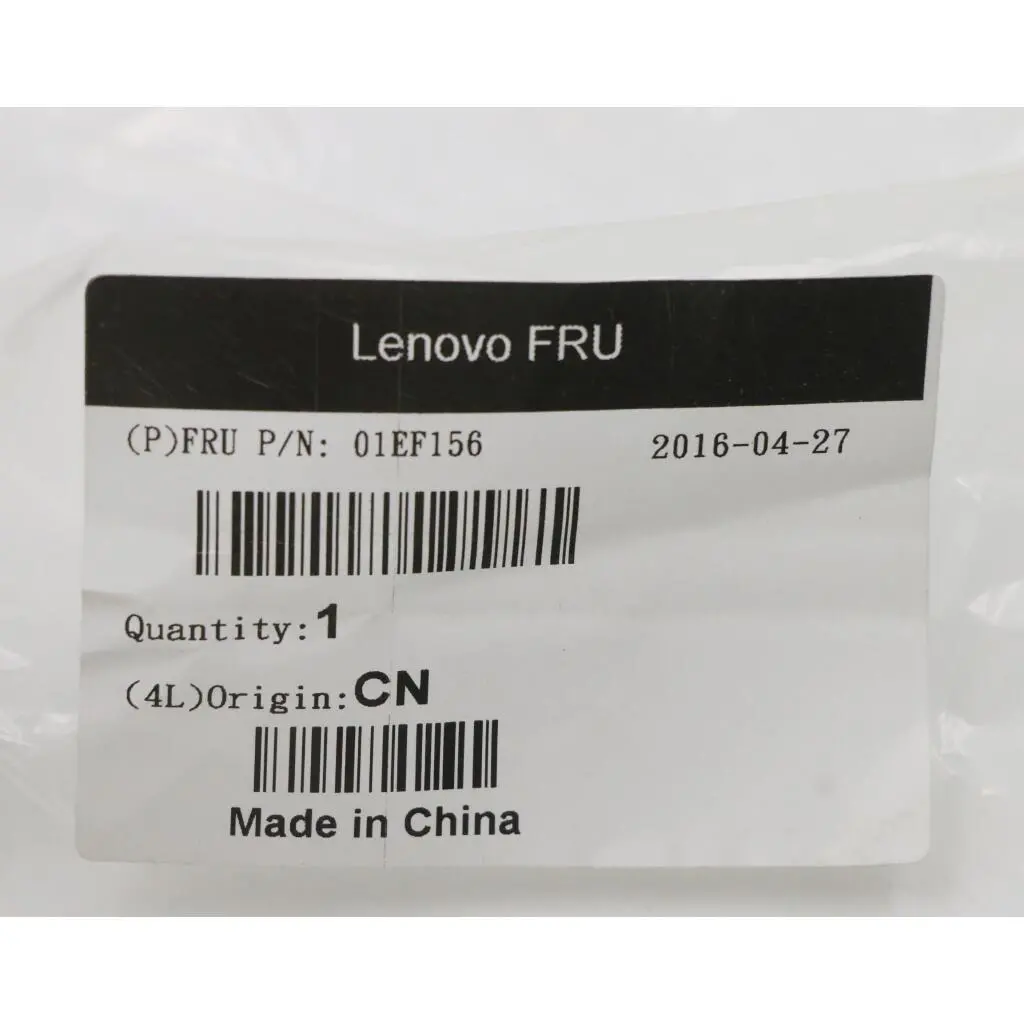 Lenovo FRU
(P)FRU P/N: 01EF156 2016-04-27
Quantity:1
(4L)Origin:CN
Made in China